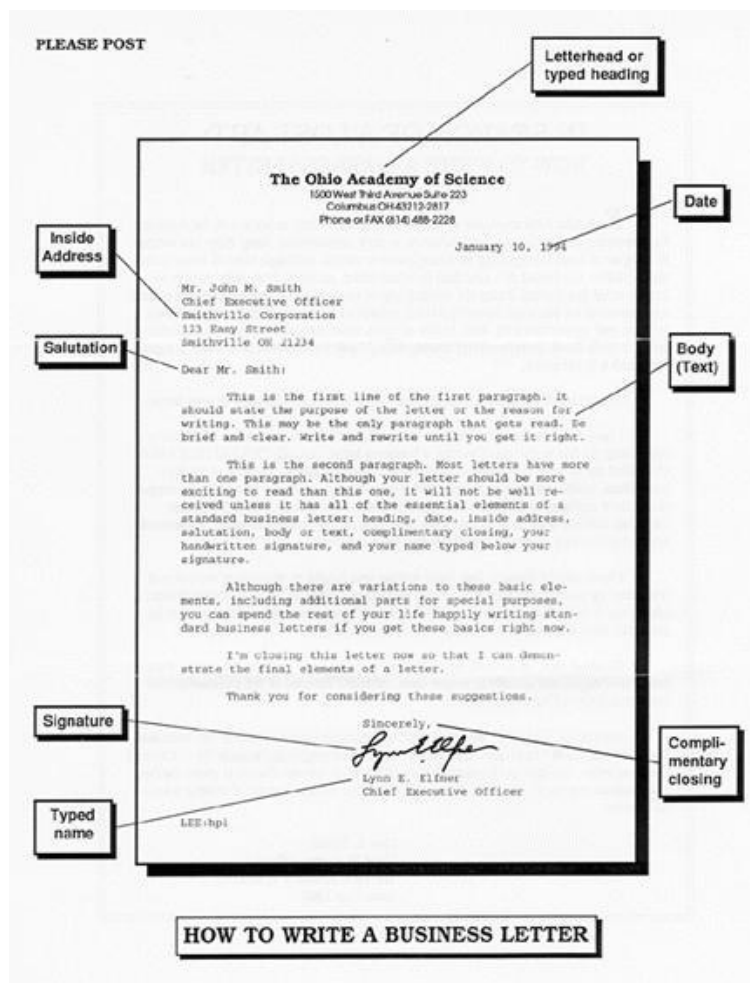 PLEASE POST
Letterhead or
typed heading
The Ohio Academy of Science
1500 West Third Avenue Suite 223
Columbus OH 43212-2817
Phone or FAX (614) 488-2228
Date
January 10, 1994
Inside
Address
Mr. John M. Smith
Chief Executive Officer
Smithville Corporation
123 Easy Street
Smithville OH 21234
Salutation
Dear Mr. Smith:
Body
(Text)
This is the first line of the first paragraph. It
should state the purpose of the letter or the reason for
writing. This may be the only paragraph that gets read. Be
brief and clear. Write and rewrite until you get it right.
This is the second paragraph. Most letters have more
than one paragraph. Although your letter should be more
exciting to read than this one, it will not be well re-
ceived unless it has all of the essential elements of a
standard business letter: heading, date, inside address,
salutation, body or text, complimentary closing, your
handwritten signature, and your name typed below your
signature.
Although there are variations to these basic ele-
ments, including additional parts for special purposes,
you can spend the rest of your life happily writing stan-
dard business letters if you get these basics right now.
I'm closing this letter now so that I can demon-
strate the final elements of a letter.
Thank you for considering these suggestions.
Signature
Sincerely,
Compli-
mentary
closing
Lynn E. Elfner
Chief Executive Officer
Typed
name
LEE:hpl
HOW TO WRITE A BUSINESS LETTER